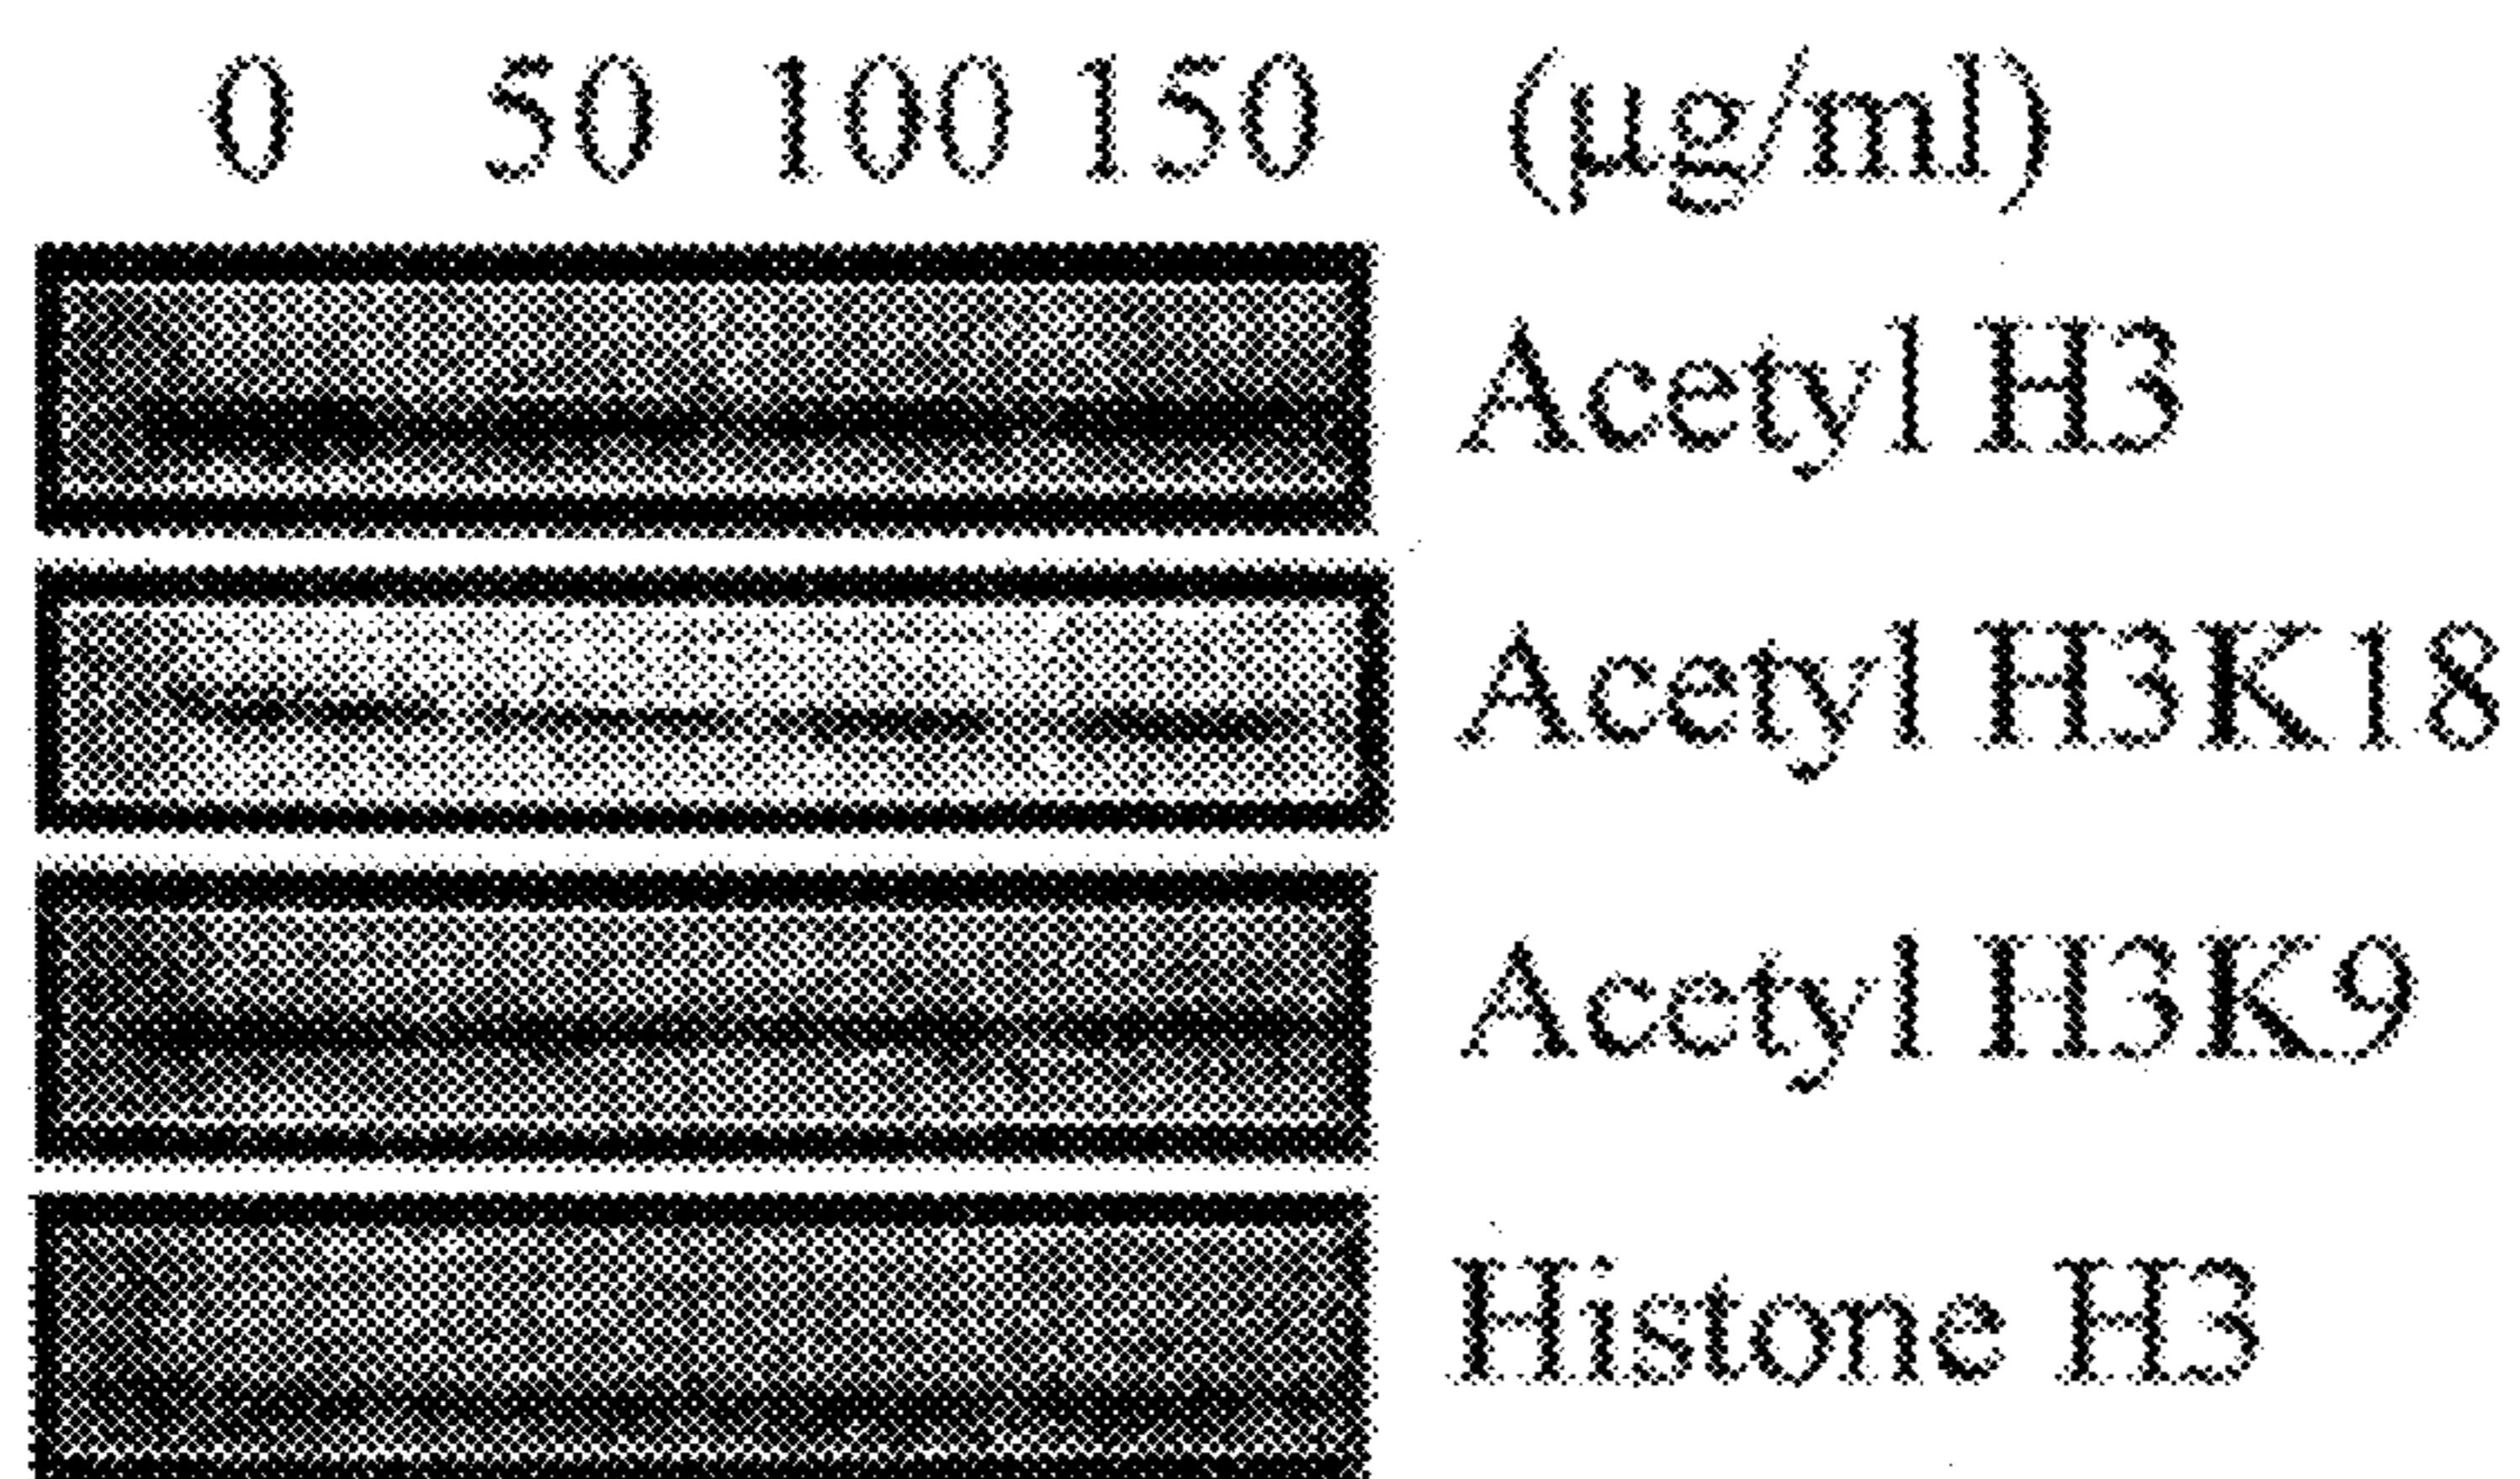 0 50 100 150 (µg/ml)
Acetyl H3
Acetyl H3K18
Acetyl H3K9
Histone H3